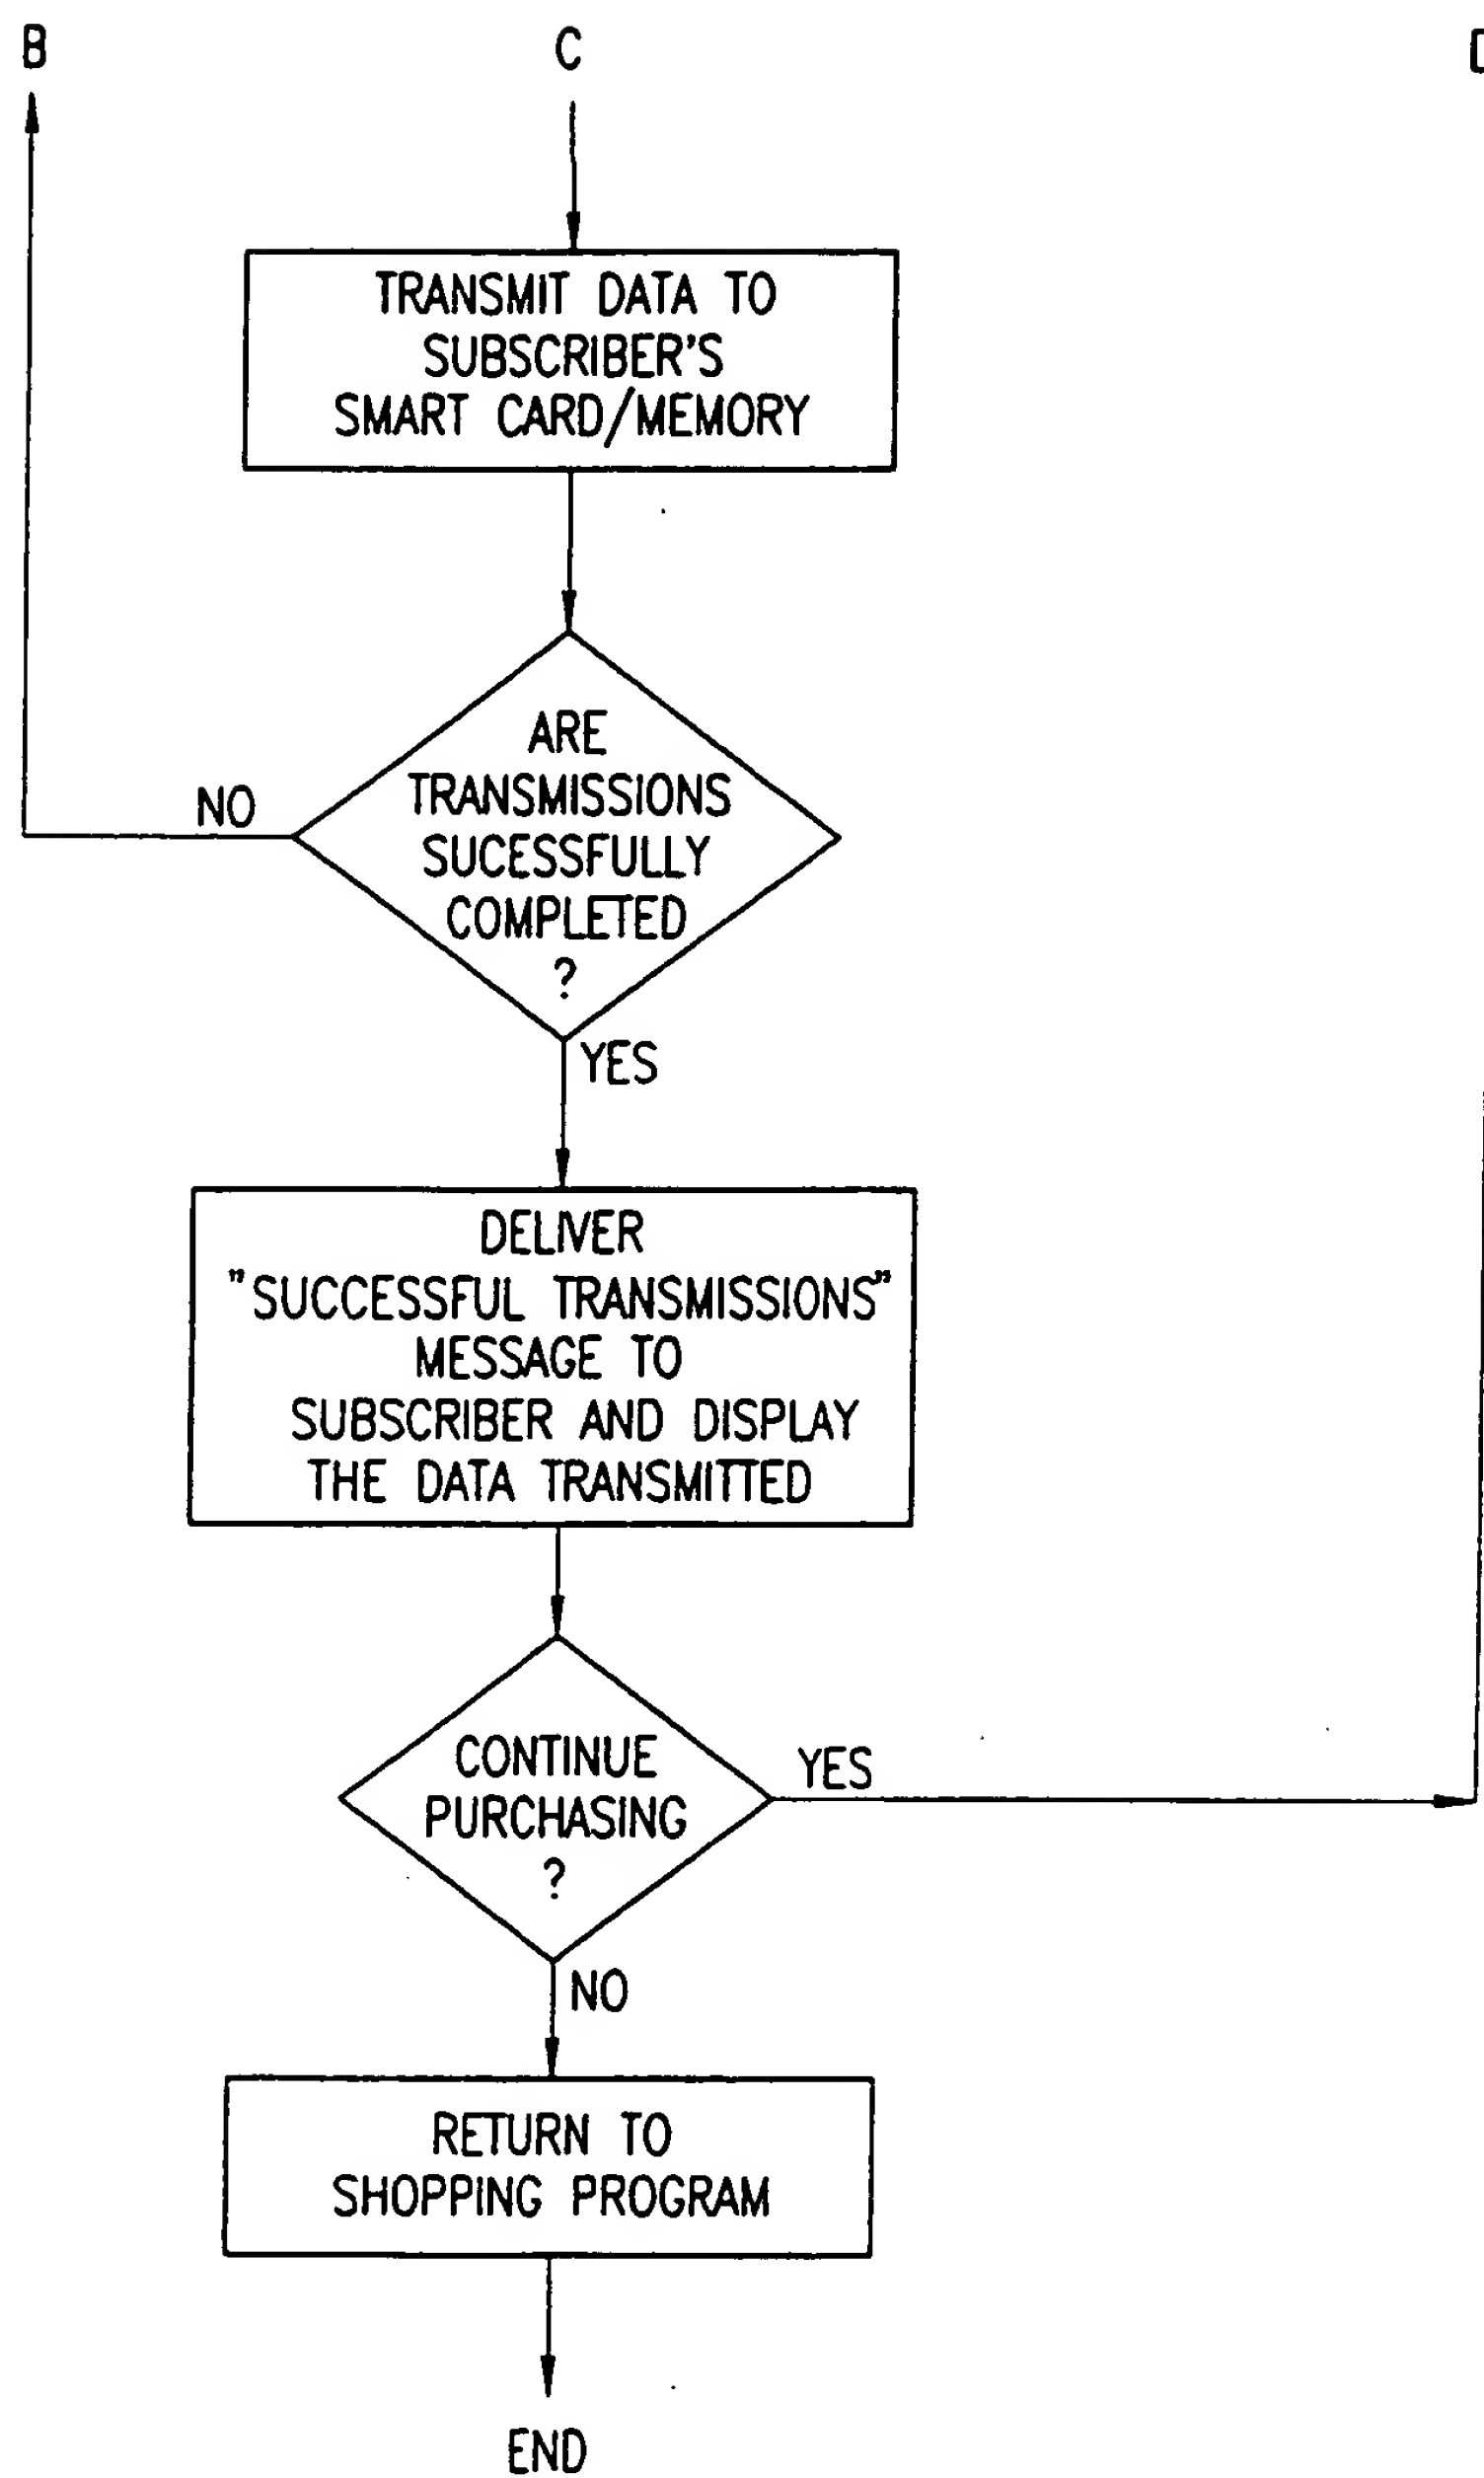 B
C
TRANSMIT DATA TO
SUBSCRIBER'S
SMART CARD/MEMORY
ARE
TRANSMISSIONS
SUCESSFULLY
COMPLETED
?
NO
YES
DELIVER
"SUCCESSFUL TRANSMISSIONS"
MESSAGE TO
SUBSCRIBER AND DISPLAY
THE DATA TRANSMITTED
CONTINUE
PURCHASING
?
YES
NO
RETURN TO
SHOPPING PROGRAM
END